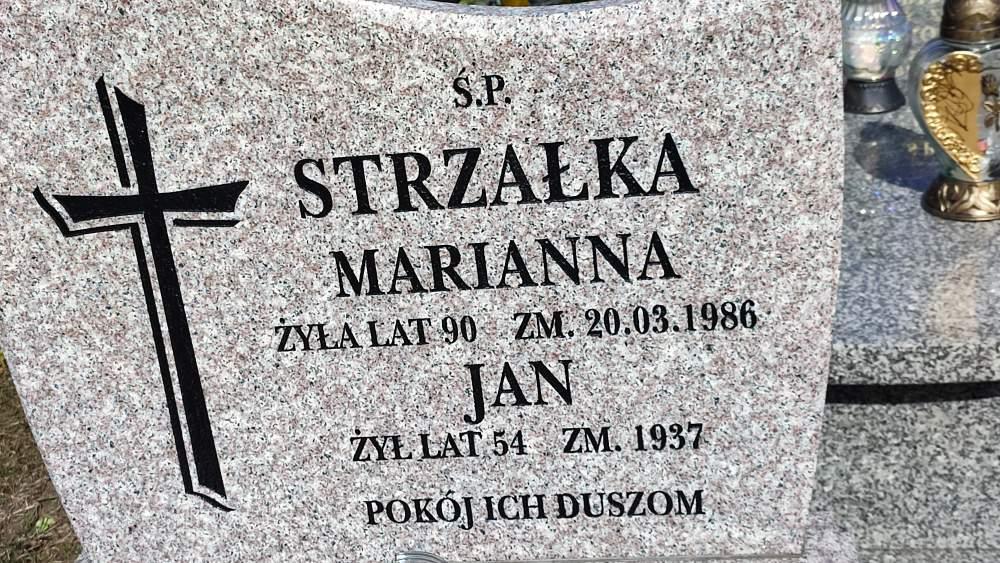 Ś.P.
STRZAŁKA
MARIANNA
ŻYŁA LAT 90 ZM. 20.03.1986
JAN
ŻYŁ LAT 54 ZM. 1937
POKÓJ ICH DUSZOM